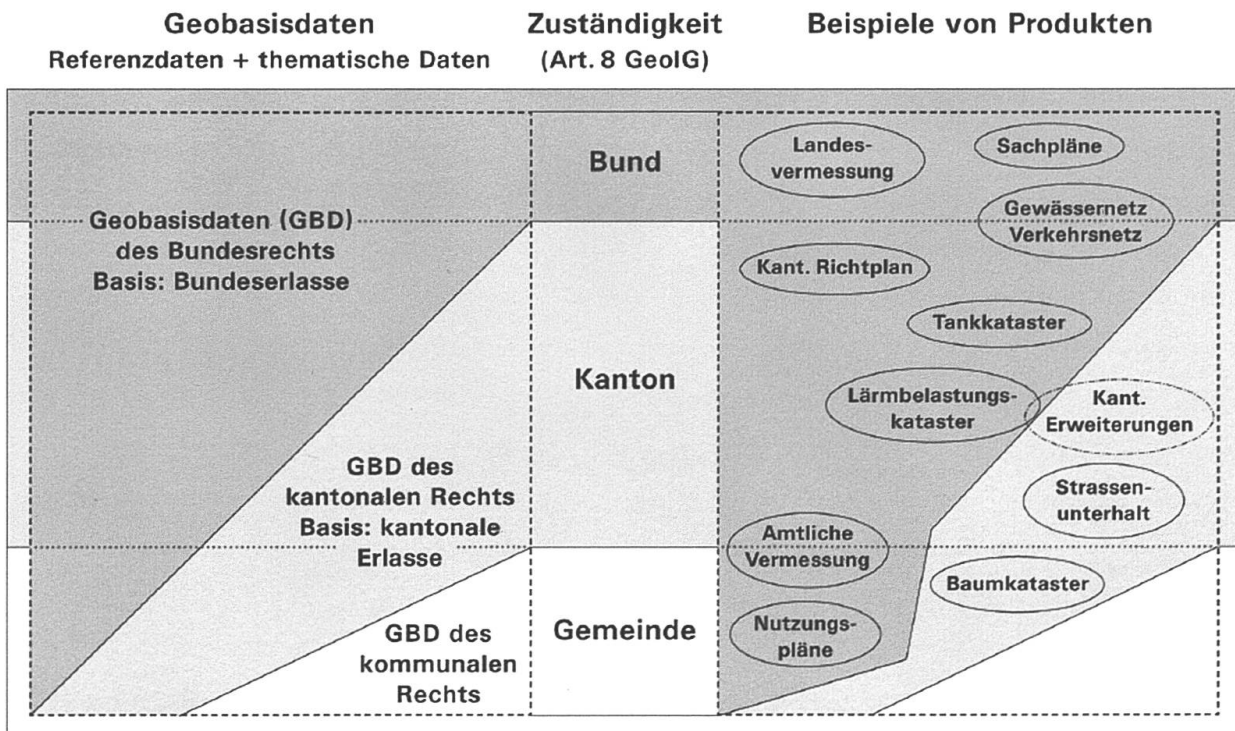 Geobasisdaten
Referenzdaten + thematische Daten
Zuständigkeit
(Art. 8 GeoIG)
Beispiele von Produkten
Geobasisdaten (GBD)
des Bundesrechts
Basis: Bundeserlasse
GBD des
kantonalen Rechts
Basis: kantonale
Erlasse
GBD des
kommunalen
Rechts
Bund
Kanton
Gemeinde
Landes-
vermessung
Sachpläne
Gewässernetz
Verkehrsnetz
Kant. Richtplan
Tankkataster
Lärmbelastungs-
kataster
Kant.
Erweiterungen
Strassen-
unterhalt
Amtliche
Vermessung
Baumkataster
Nutzungs-
pläne